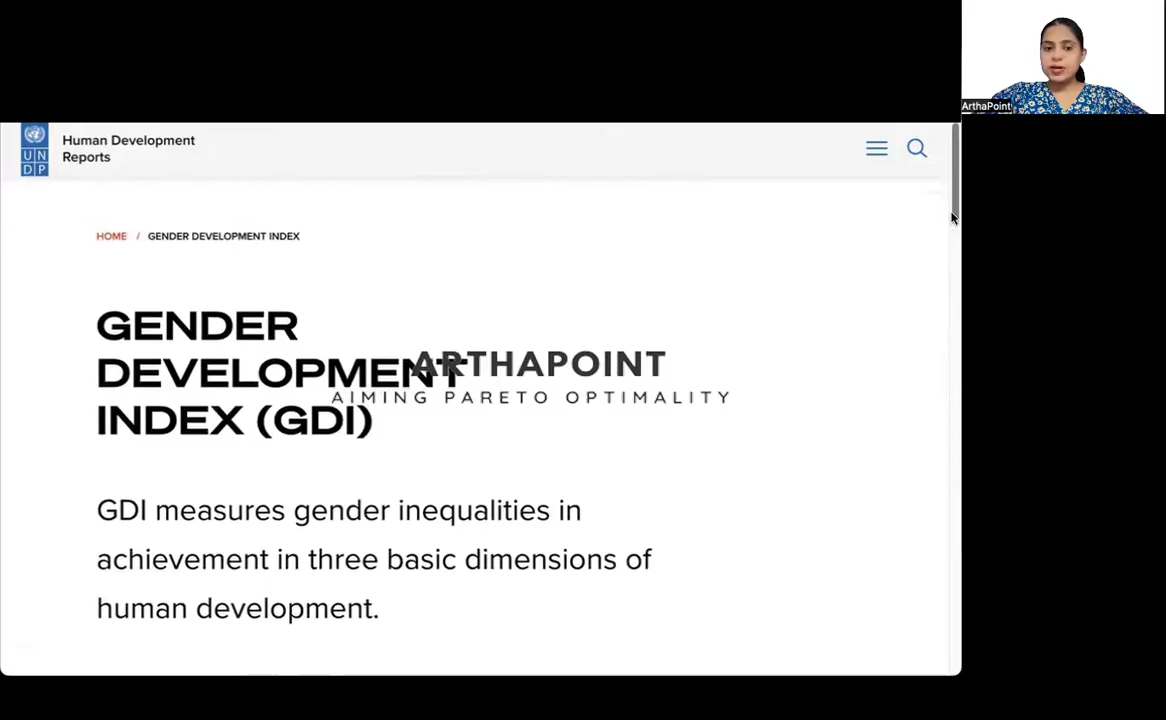 ArthaPoint
UN
DP
Human Development
Reports
HOME / GENDER DEVELOPMENT INDEX
GENDER
DEVELOPMENT
INDEX (GDI)
ARTHAPOINT
AIMING PARETO OPTIMALITY
GDI measures gender inequalities in
achievement in three basic dimensions of
human development.